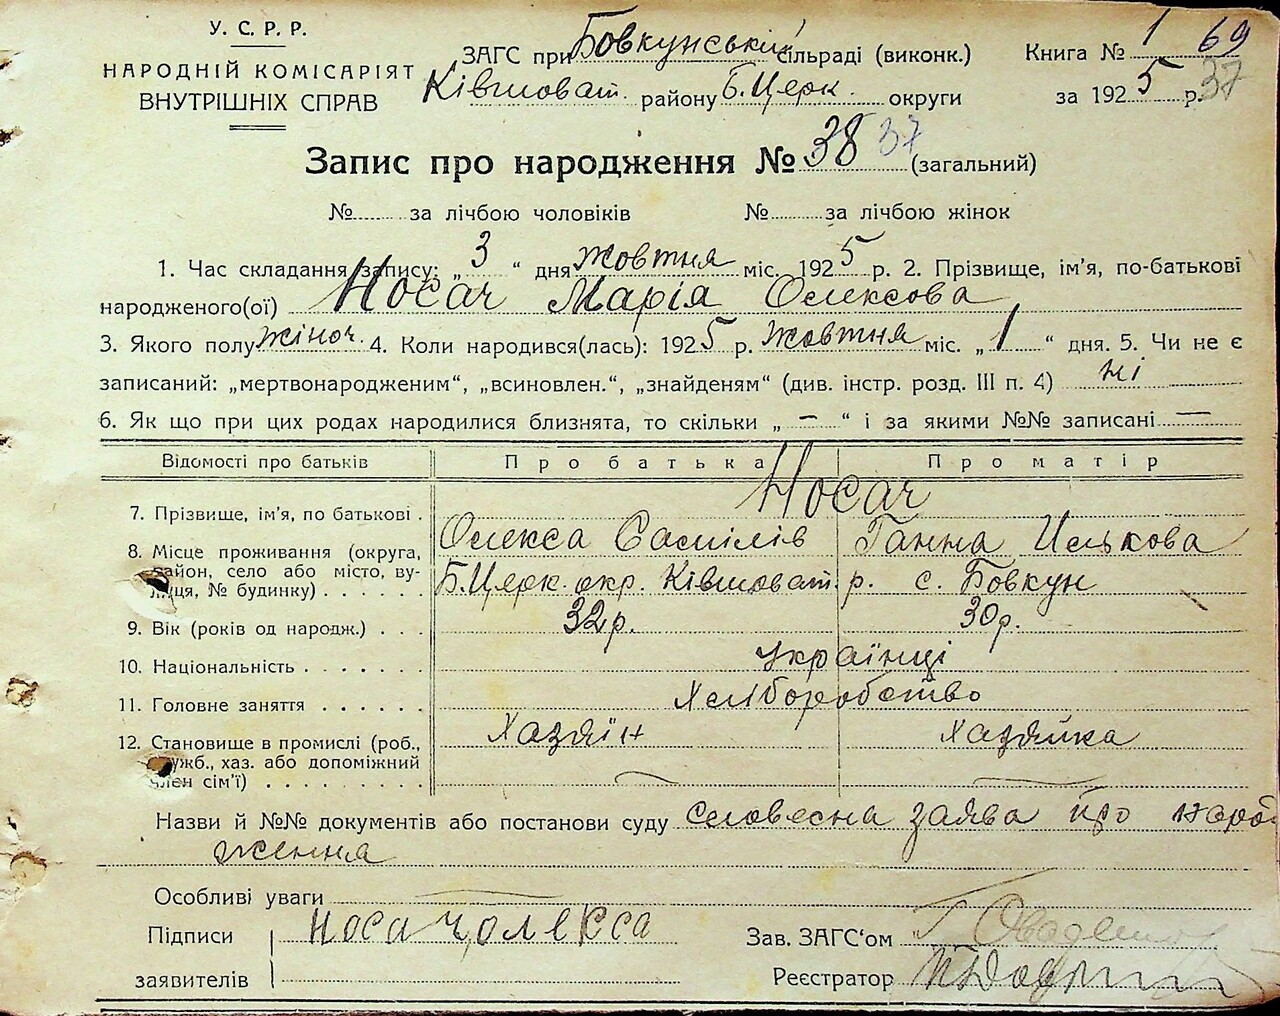 У. С. Р. Р.
НАРОДНІЙ КОМІСАРІЯТ
ВНУТРІШНІХ СПРАВ
ЗАГС при Бовкунській сільраді (виконк.)
Ківшоват. району Б.Церк. округи
Книга № 1 69
за 1925 р. 37
Запис про народження № 38 37 (загальний)
№ ........ за лічбою чоловіків № ........ за лічбою жінок
1. Час складання запису: „ 3 “ дня жовтня міс. 1925 р. 2. Прізвище, ім'я, по-батькові
народженого(ої) Носач Марія Олексова
3. Якого полу жіноч. 4. Коли народився(лась): 1925 р. жовтня міс. „ 1 “ дня. 5. Чи не є
записаний: „мертвонародженим“, „всиновлен.“, „знайденям“ (див. інстр. розд. III п. 4) ні
6. Як що при цих родах народилися близнята, то скільки „ – “ і за якими №№ записані —
Відомості про батьків Про батька Про матір
7. Прізвище, ім'я, по батькові . Носач
Олекса Ганна Иськова
8. Місце проживання (округа,
район, село або місто, ву-
лиця, № будинку) . . . . . . Б.Церк. окр. Ківшоват. р. с. Бовкун
9. Вік (років од народж.) . . . 32р. 30р.
10. Національність . . . . . . . українці
11. Головне заняття . . . . . . Хліборобство
12. Становище в промислі (роб., Хазяїн Хазяйка
служб., хаз. або допоміжний
член сім'ї) . . . . . . . . .
Назви й №№ документів або постанови суду словесна заява про народ
ження
Особливі уваги
Підписи Носач Олекса
заявителів
Зав. ЗАГС'ом
Реєстратор